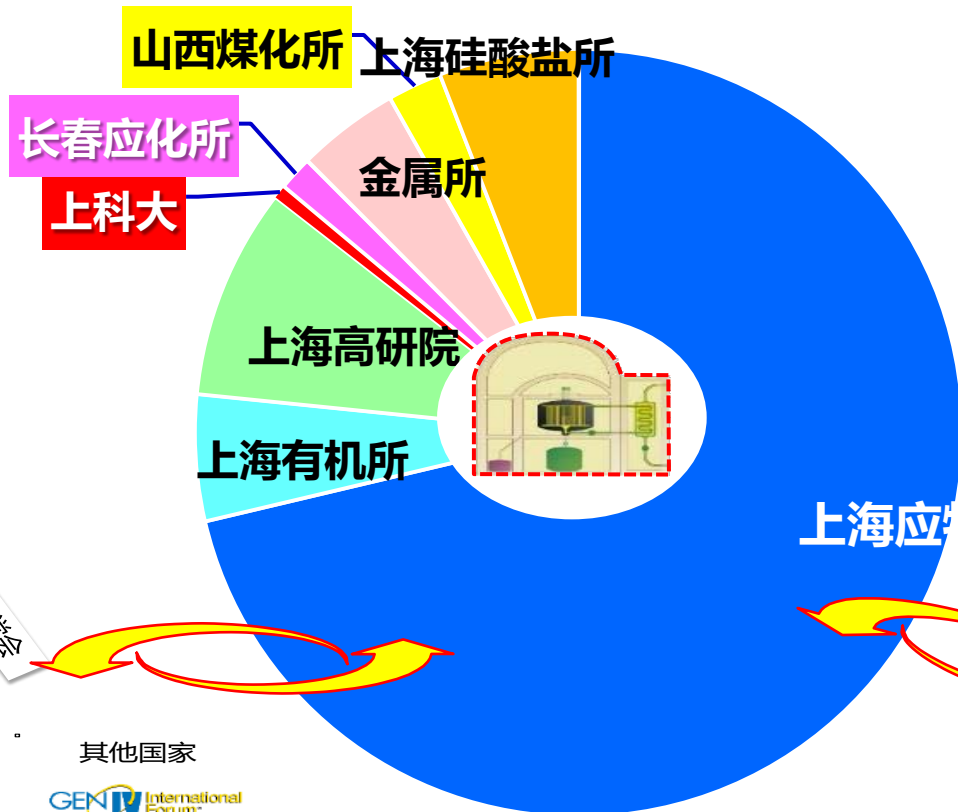 山西煤化所
上海硅酸盐所
长春应化所
金属所
上科大
上海高研院
上海有机所
上海应
学会
。
其他国家
GEN IV International
Forum